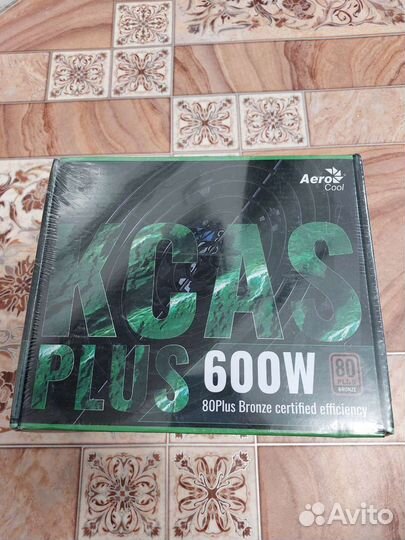 Aero
Cool
KCAS
PLUS 600W
80
PLUS
BRONZE
80Plus Bronze certified efficiency
Avito